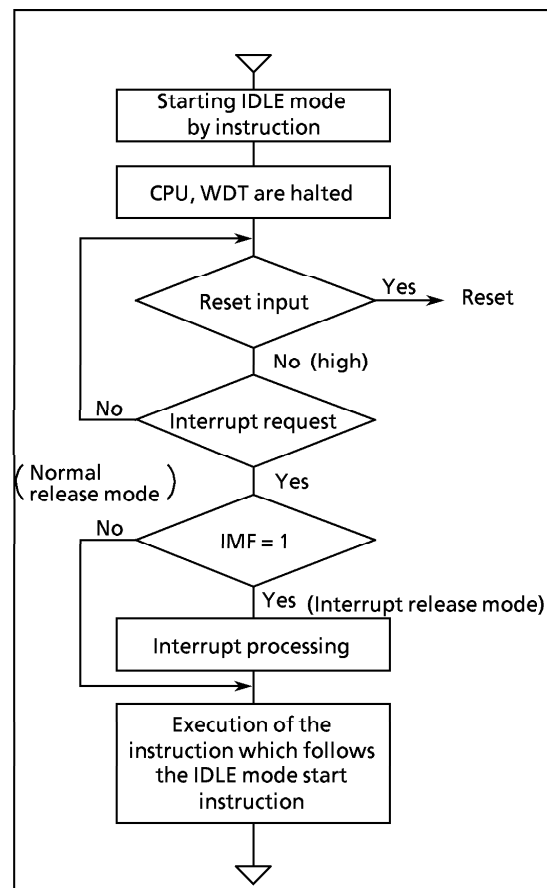 Starting IDLE mode
by instruction
CPU, WDT are halted
Reset input
Yes
Reset
No (high)
Interrupt request
No
Yes
(Normal
release mode)
IMF = 1
No
Yes (Interrupt release mode)
Interrupt processing
Execution of the
instruction which follows
the IDLE mode start
instruction